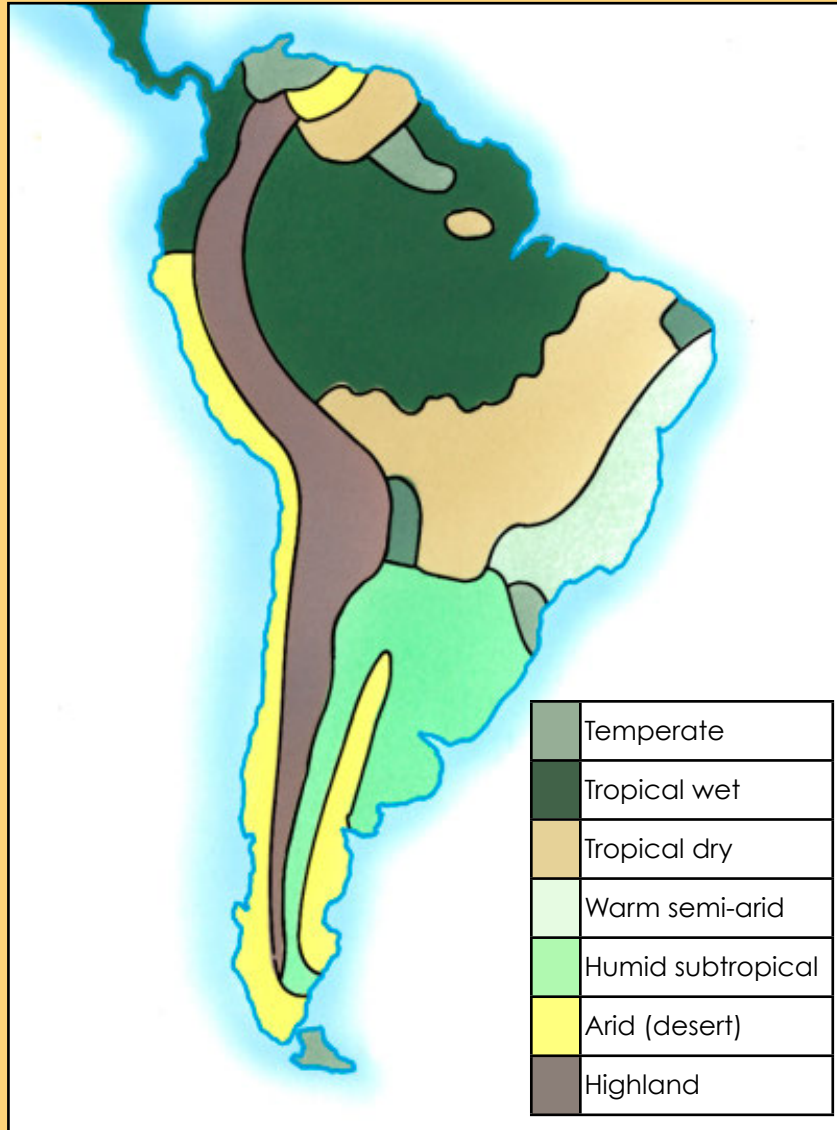 Temperate
Tropical wet
Tropical dry
Warm semi-arid
Humid subtropical
Arid (desert)
Highland